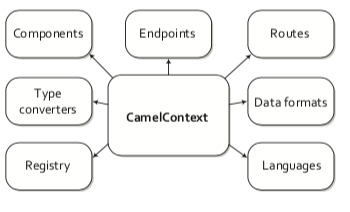 Components
Endpoints
Routes
Type
converters
CamelContext
Data formats
Registry
Languages